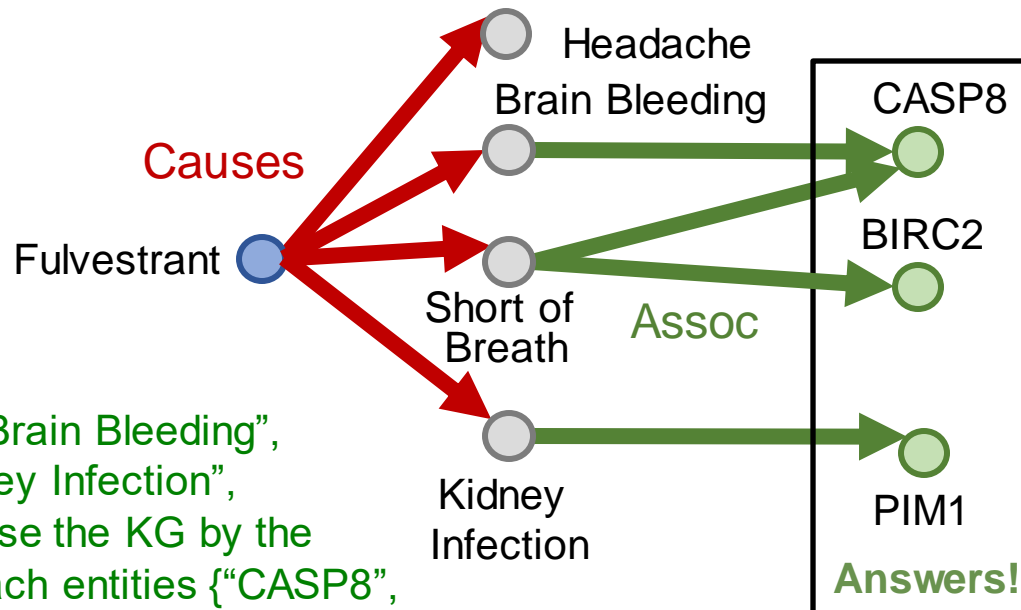 Headache
Brain Bleeding
CASP8
Causes
BIRC2
Fulvestrant
Short of
Breath
Assoc
Brain Bleeding”,
ey Infection”,
se the KG by the
ach entities {“CASP8”,
Kidney
Infection
PIM1
Answers!